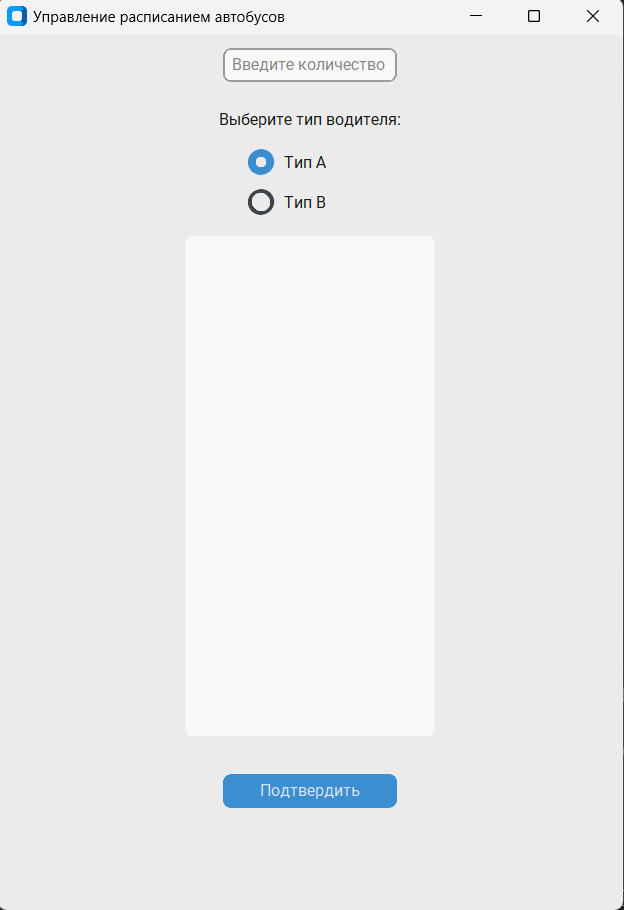 Управление расписанием автобусов
Введите количество
Выберите тип водителя:
Тип A
Тип B
Подтвердить